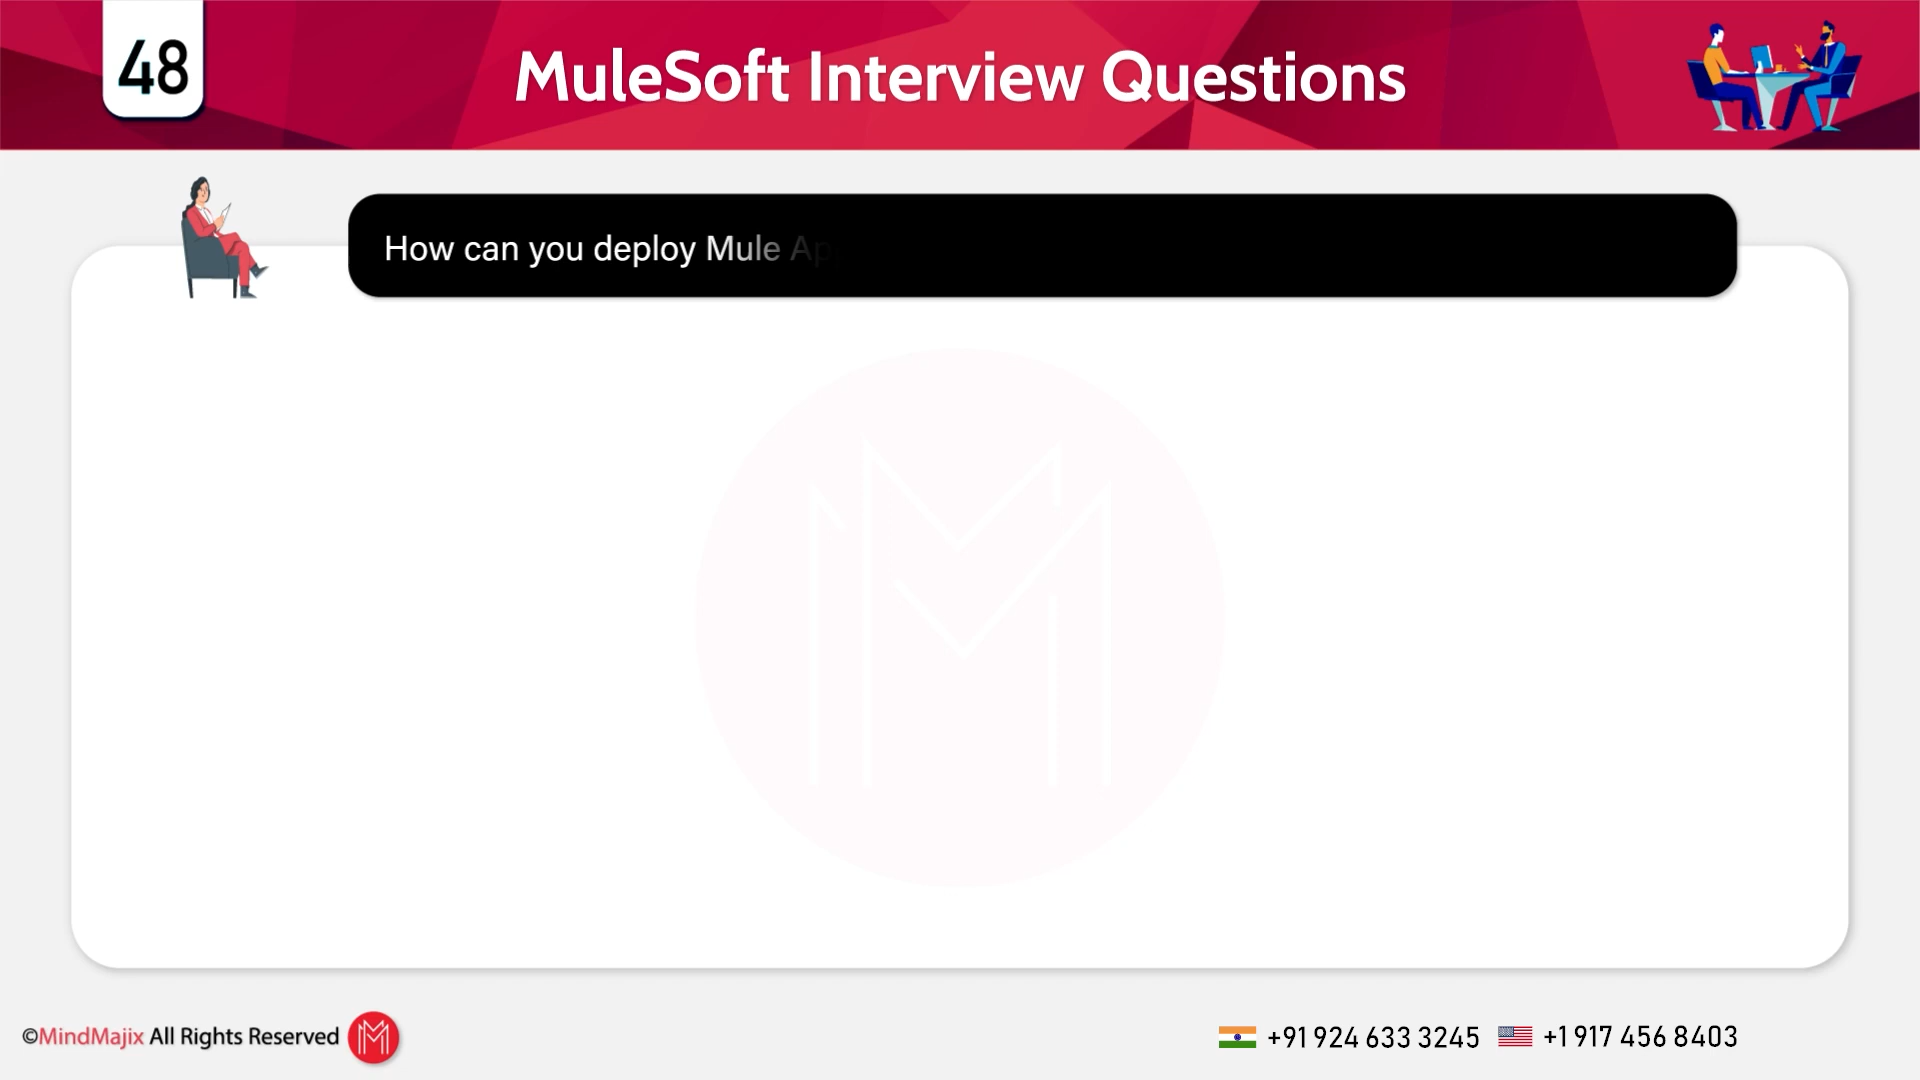 48
MuleSoft Interview Questions
How can you deploy Mule
©MindMajix All Rights Reserved
+91 924 633 3245
+1 917 456 8403